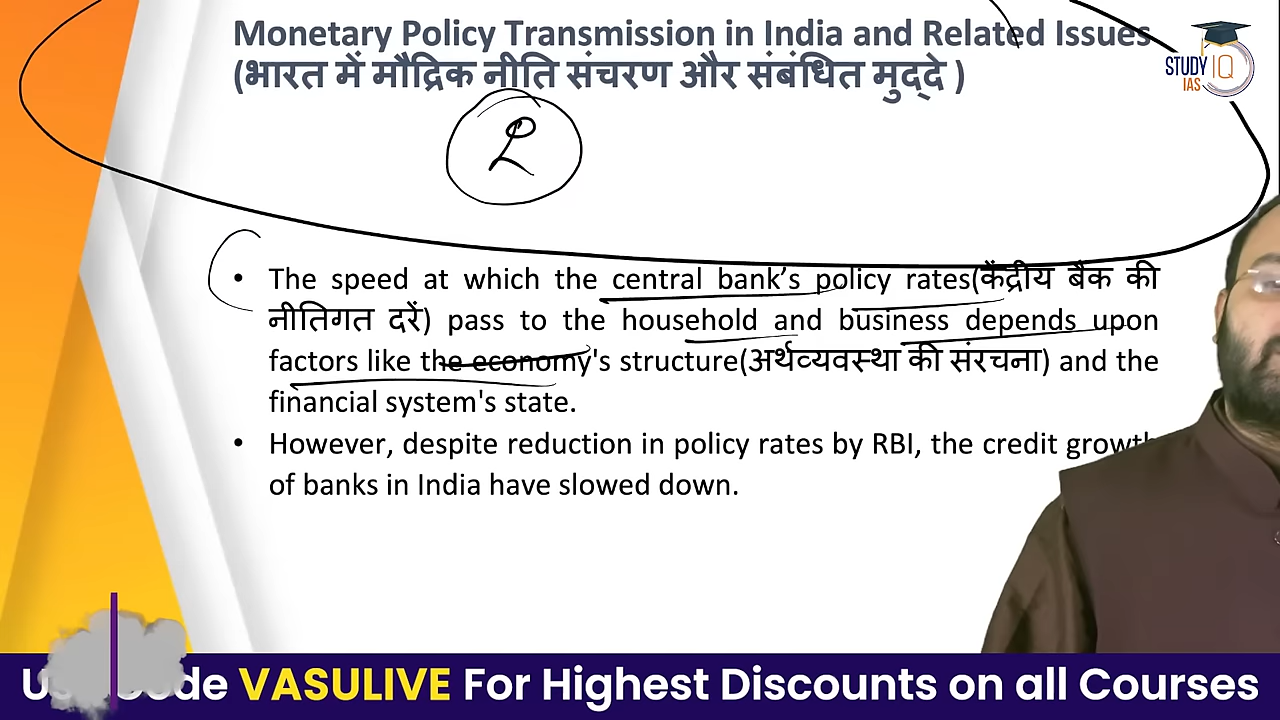 Monetary Policy Transmission in India and Related Issues
(भारत में मौद्रिक नीति संचरण और संबंधित मुद्दे )
STUDY IQ
IAS
• The speed at which the central bank's policy rates(केंद्रीय बैंक की
नीतिगत दरें) pass to the household and business depends upon
factors like the economy's structure(अर्थव्यवस्था की संरचना) and the
financial system's state.
• However, despite reduction in policy rates by RBI, the credit growth
of banks in India have slowed down.
VASULIVE For Highest Discounts on all Courses